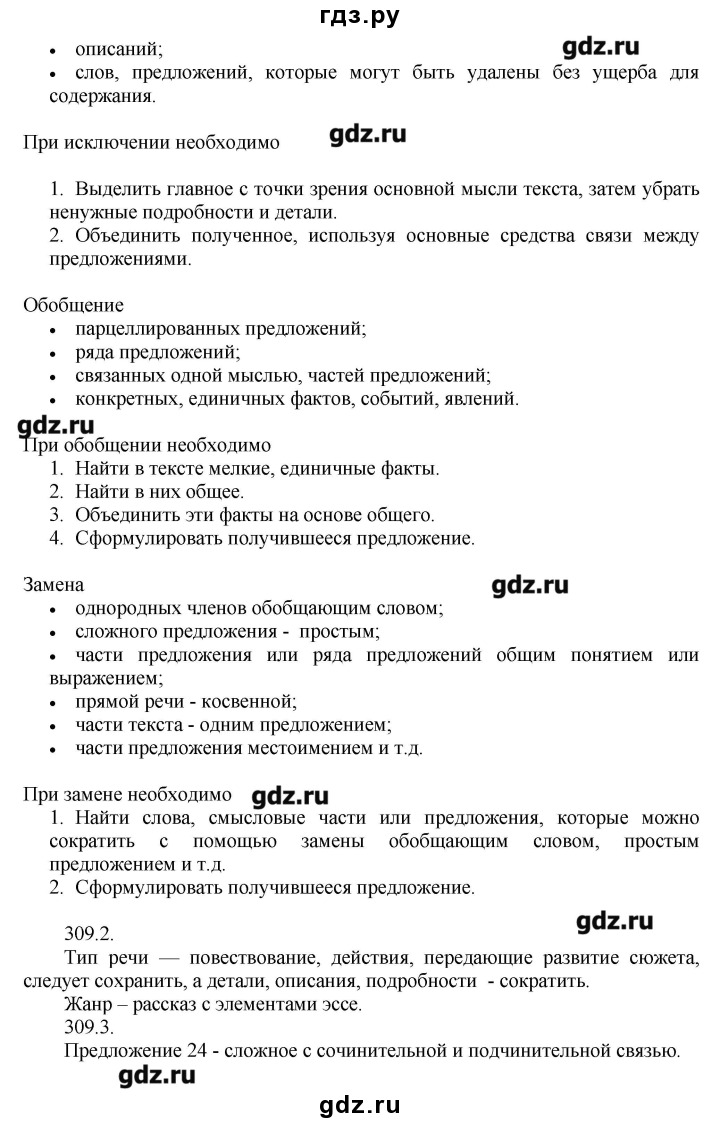 гдз.ру
• описаний;
gdz.ru
• слов, предложений, которые могут быть удалены без ущерба для
содержания.
При исключении необходимо
gdz.ru
1. Выделить главное с точки зрения основной мысли текста, затем убрать
ненужные подробности и детали.
2. Объединить полученное, используя основные средства связи между
предложениями.
Обобщение
• парцеллированных предложений;
• ряда предложений;
• связанных одной мыслью, частей предложений;
• конкретных, единичных фактов, событий, явлений.
gdz.ru
При обобщении необходимо
1. Найти в тексте мелкие, единичные факты.
2. Найти в них общее.
3. Объединить эти факты на основе общего.
4. Сформулировать получившееся предложение.
Замена
gdz.ru
• однородных членов обобщающим словом;
• сложного предложения - простым;
• части предложения или ряда предложений общим понятием или
выражением;
• прямой речи - косвенной;
• части текста - одним предложением;
• части предложения местоимением и т.д.
При замене необходимо
gdz.ru
1. Найти слова, смысловые части или предложения, которые можно
сократить с помощью замены обобщающим словом, простым
предложением и т.д.
2. Сформулировать получившееся предложение.
gdz.ru
309.2.
Тип речи — повествование, действия, передающие развитие сюжета,
следует сохранить, а детали, описания, подробности - сократить.
Жанр – рассказ с элементами эссе.
309.3.
Предложение 24 - сложное с сочинительной и подчинительной связью.
gdz.ru
gdz.ru